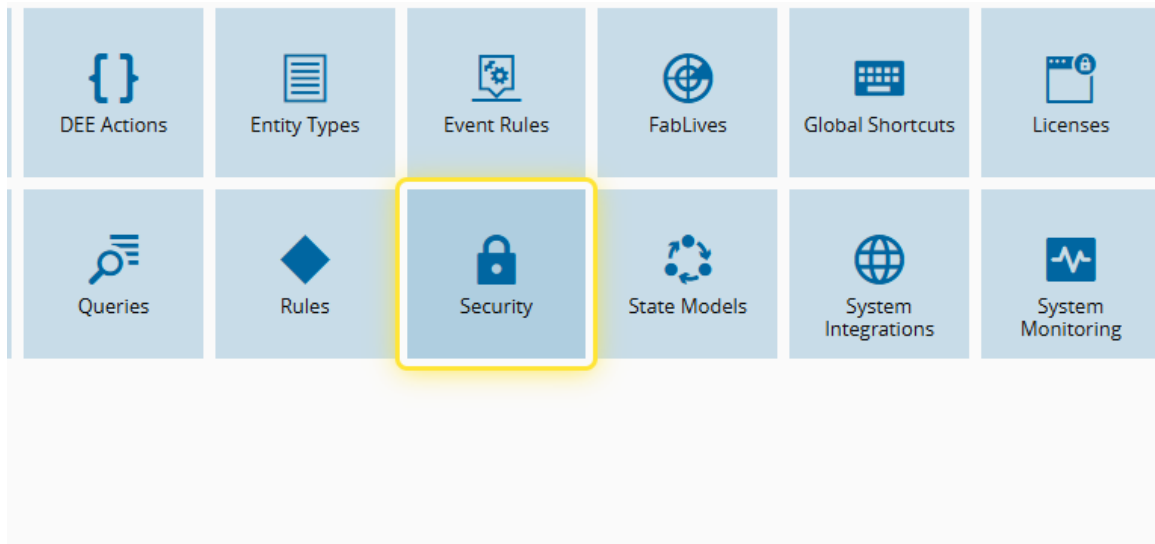 DEE Actions
Entity Types
Event Rules
FabLives
Global Shortcuts
Licenses
Queries
Rules
Security
State Models
System
Integrations
System
Monitoring